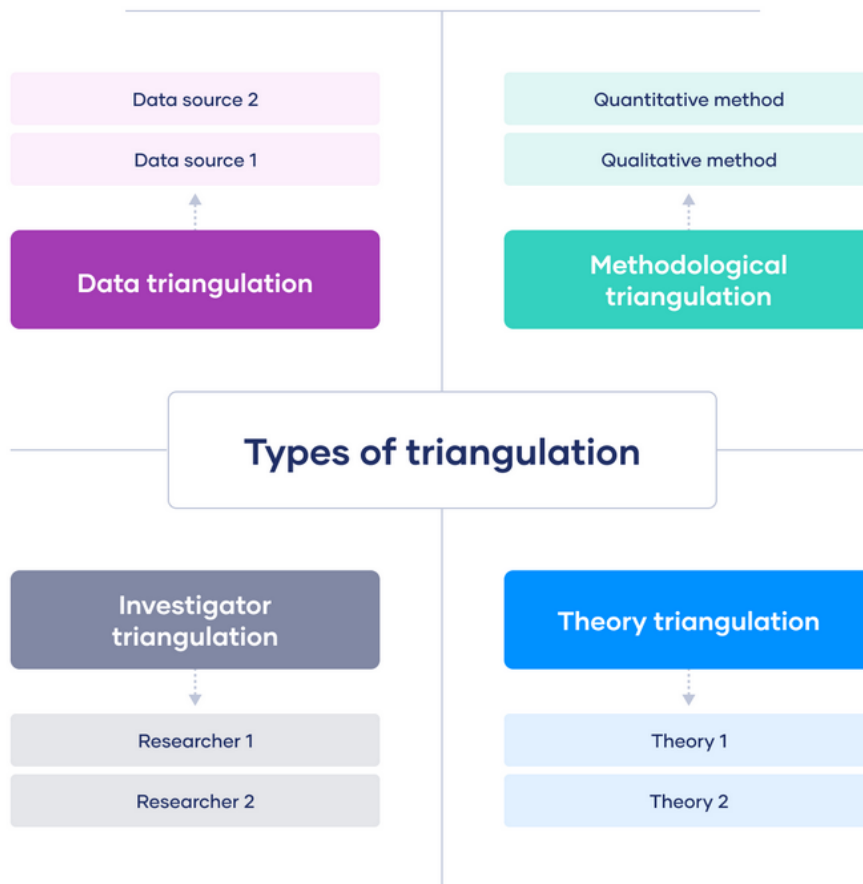 Data source 2
Data source 1
Data triangulation
Quantitative method
Qualitative method
Methodological
triangulation
Types of triangulation
Investigator
triangulation
Researcher 1
Researcher 2
Theory triangulation
Theory 1
Theory 2